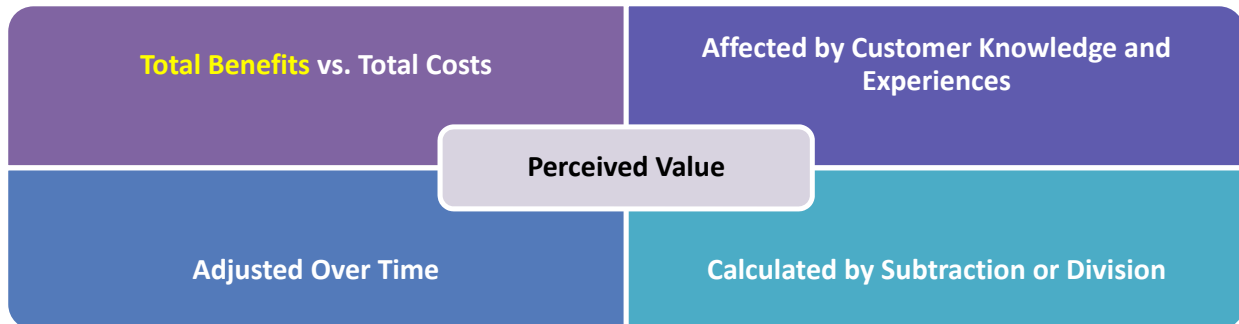 Total Benefits vs. Total Costs
Affected by Customer Knowledge and
Experiences
Perceived Value
Adjusted Over Time
Calculated by Subtraction or Division